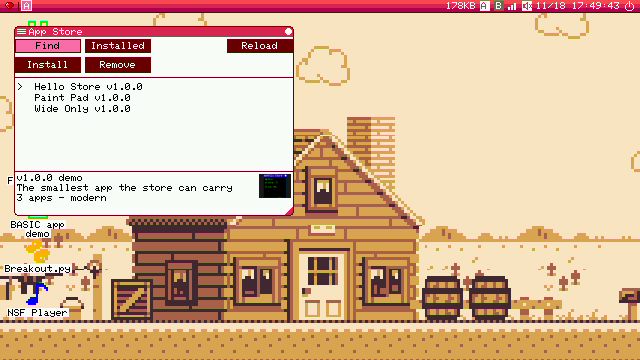 A 178KB A B 11/18 17:49:43
App Store
Find Installed Reload
Install Remove
> Hello Store v1.0.0
Paint Pad v1.0.0
Wide Only v1.0.0
v1.0.0 demo
The smallest app the store can carry
3 apps - modern
BASIC app
demo
Breakout.py
NSF Player